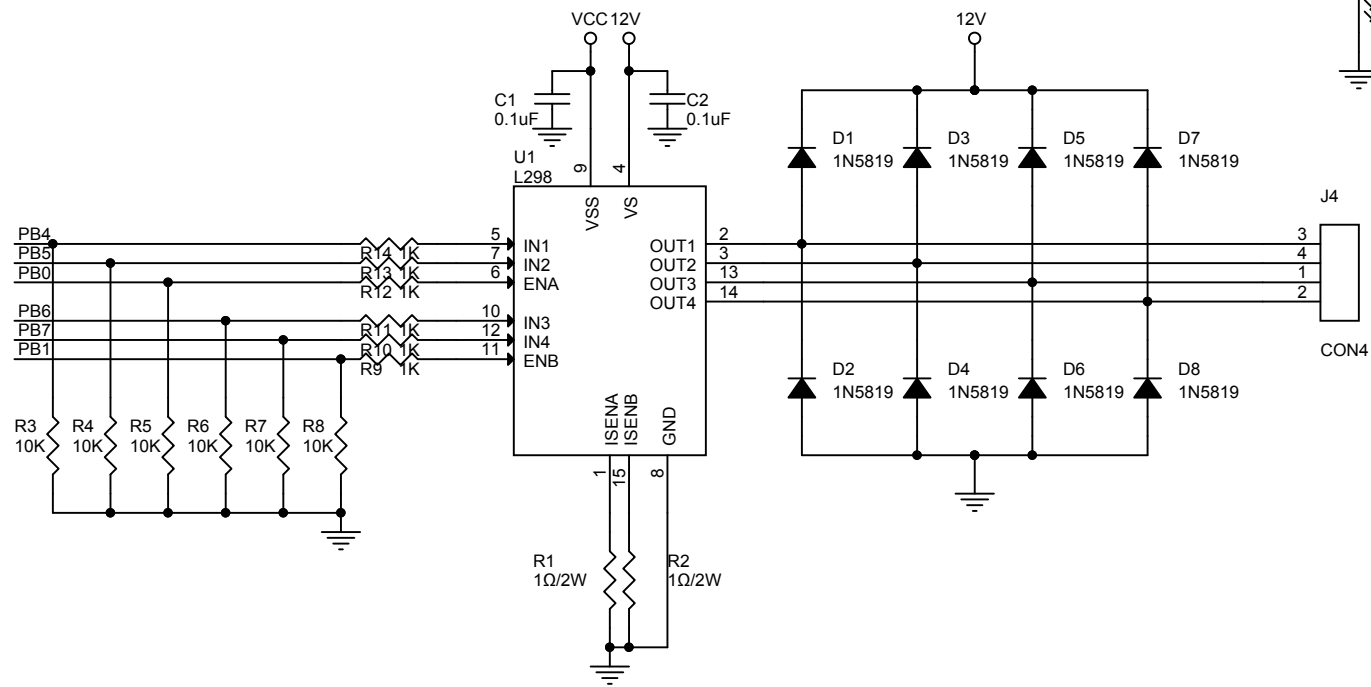 VCC 12V
12V
C1
0.1uF
C2
0.1uF
U1
L298
9
4
VSS
VS
D1
1N5819
D3
1N5819
D5
1N5819
D7
1N5819
J4
PB4
R14 1K
5
IN1
OUT1
2
3
PB5
R13 1K
7
IN2
OUT2
3
4
PB0
R12 1K
6
ENA
OUT3
13
1
OUT4
14
2
PB6
R11 1K
10
IN3
PB7
R10 1K
12
IN4
PB1
R9 1K
11
ENB
CON4
D2
1N5819
D4
1N5819
D6
1N5819
D8
1N5819
R3
10K
R4
10K
R5
10K
R6
10K
R7
10K
R8
10K
ISENA
ISENB
GND
1
15
8
R1
1Ω/2W
R2
1Ω/2W